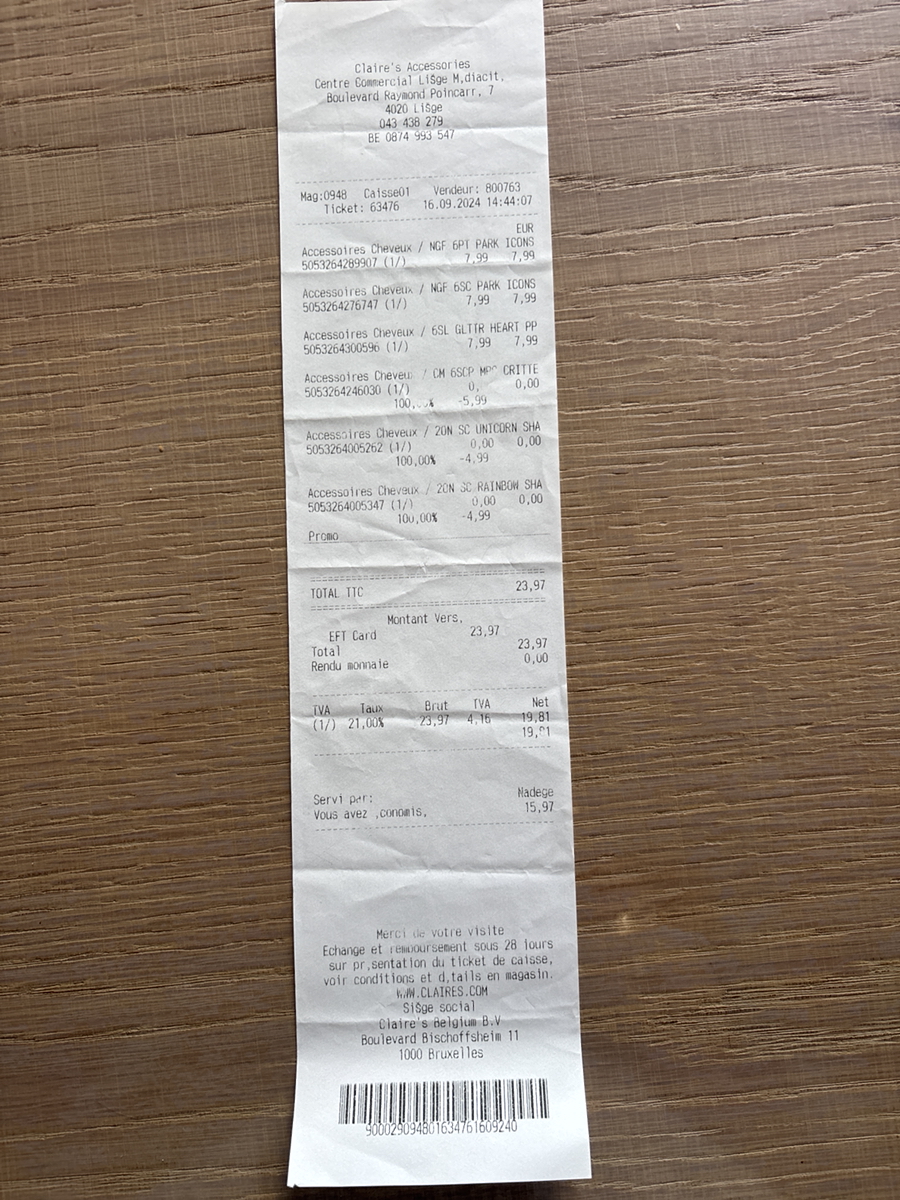 Claire's Accessories
Centre Commercial Li$ge M,diacit,
Boulevard Raymond Poincarr, 7
4020 Li$ge
043 438 279
BE 0874 993 547
Mag:0948 Caisse01 Vendeur: 800763
Ticket: 63476 16.09.2024 14:44:07
EUR
Accessoires Cheveux / NGF 6PT PARK ICONS
5053264289907 (1/) 7,99 7,99
Accessoires Cheveux / NGF 6SC PARK ICONS
5053264276747 (1/) 7,99 7,99
Accessoires Cheveux / 6SL GLTTR HEART PP
5053264300596 (1/) 7,99 7,99
Accessoires / CM 6SCP CRITTE
5053264246030 (1/) 0,00
-5,99
Accessoires Cheveux / 20N SC UNICORN SHA
5053264005262 (1/) 0,00 0,00
100,00% -4,99
Accessoires Cheveux / 20N SC RAINBOW SHA
5053264005347 (1/) 0,00 0,00
100,00% -4,99
Promo
TOTAL TTC 23,97
Montant Vers,
EFT Card 23,97
Total 23,97
Rendu monnaie 0,00
TVA Taux Brut TVA Net
(1/) 21,00% 23,97 4,16 19,81
Servi par: Nadege
Vous avez ,conomis, 15,97
Merci de votre visite
Echange et remboursement sous 28 jours
sur pr,sentation du ticket de caisse,
voir conditions et d,tails en magasin.
WWW.CLAIRES.COM
Si$ge social
Claire's Belgium B.V
Boulevard Bischoffsheim 11
1000 Bruxelles
900029094801634761609240